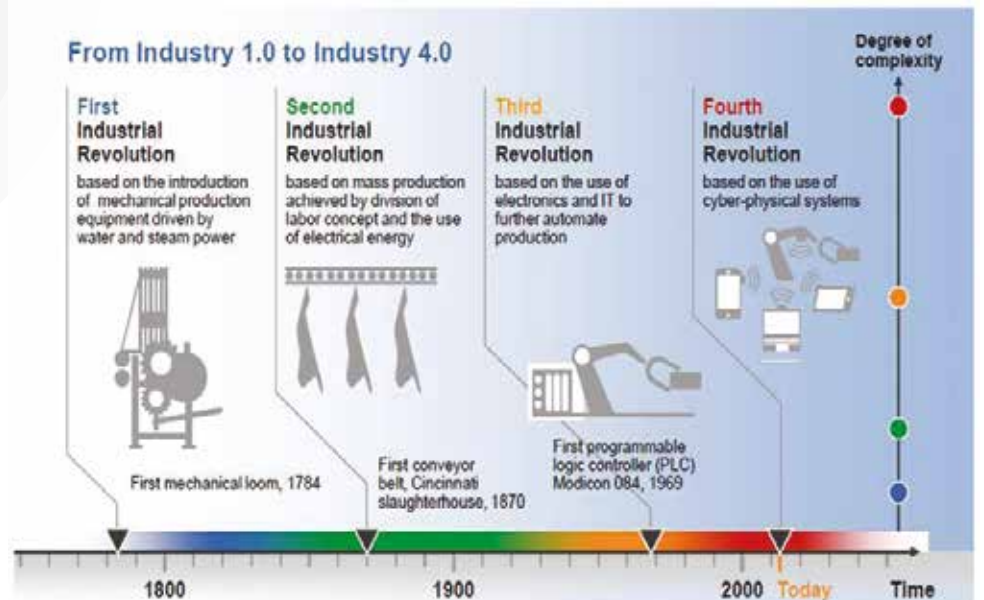 From Industry 1.0 to Industry 4.0
Degree of
complexity
First
Industrial
Revolution
based on the introduction
of mechanical production
equipment driven by
water and steam power
Second
Industrial
Revolution
based on mass production
achieved by division of
labor concept and the use
of electrical energy
Third
Industrial
Revolution
based on the use of
electronics and IT to
further automate
production
Fourth
Industrial
Revolution
based on the use of
cyber-physical systems
First mechanical loom, 1784
First conveyor
belt, Cincinnati
slaughterhouse, 1870
First programmable
logic controller (PLC)
Modicon 084, 1969
1800
1900
2000
Today
Time